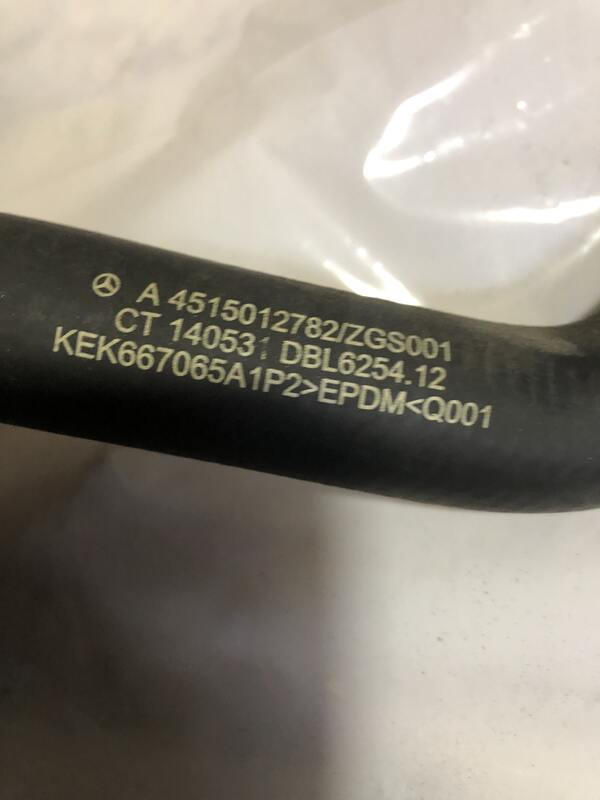 A 4515012782/ZGS001
CT 140531 DBL6254.12
KEK667065A1P2>EPDM<Q001